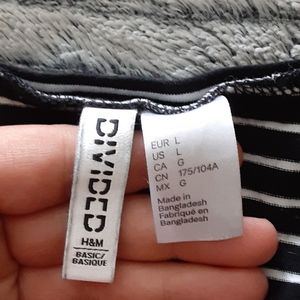 DIVIDED
H&M
BASIC/
BASIQUE
EUR L
US L
CA G
CN 175/104A
MX G
Made in
Bangladesh
Fabriqué en
Bangladesh